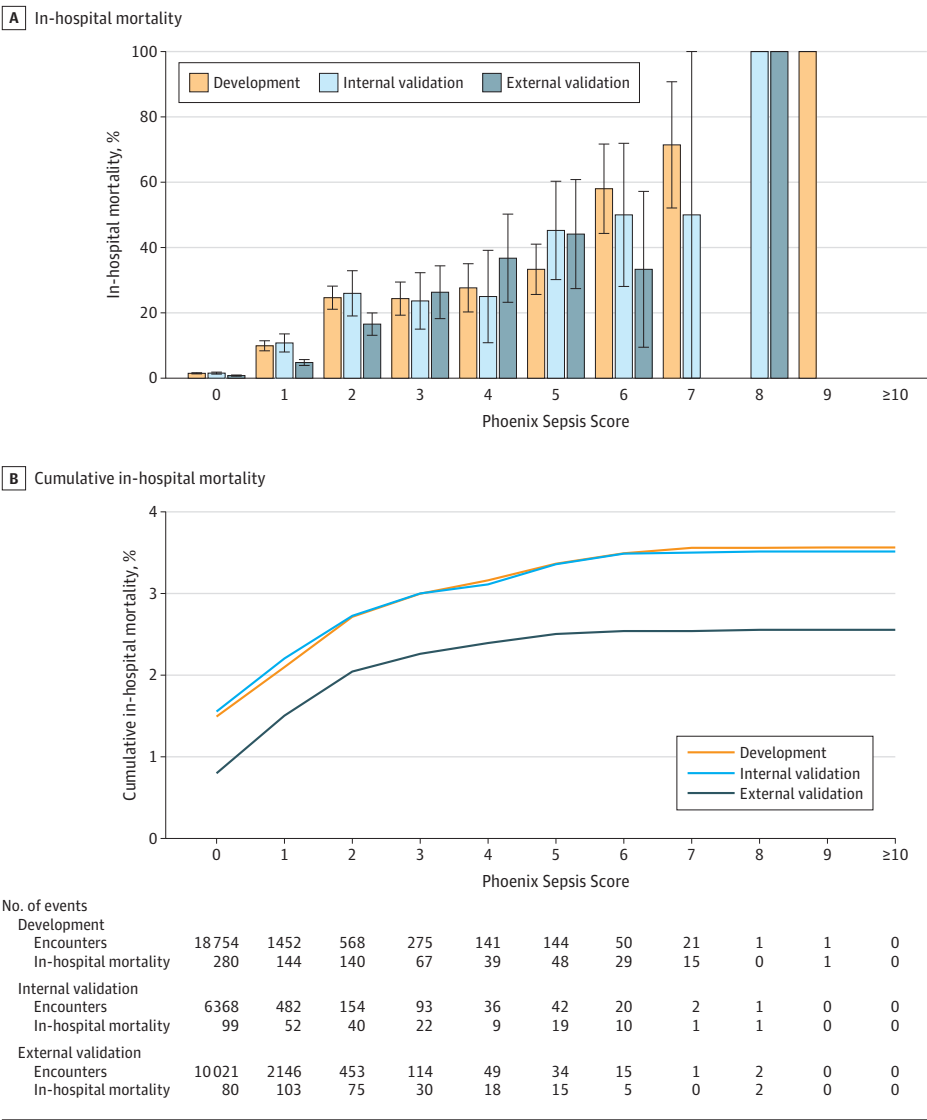 A In-hospital mortality
100
80
60
40
20
0
In-hospital mortality, %
Development Internal validation External validation
0 1 2 3 4 5 6 7 8 9 ≥10
Phoenix Sepsis Score
B Cumulative in-hospital mortality
4
3
2
1
0
Cumulative in-hospital mortality, %
Development
Internal validation
External validation
0 1 2 3 4 5 6 7 8 9 ≥10
Phoenix Sepsis Score
No. of events
Development
Encounters 18754 1452 568 275 141 144 50 21 1 1 0
In-hospital mortality 280 144 140 67 39 48 29 15 0 1 0
Internal validation
Encounters 6368 482 154 93 36 42 20 2 1 0 0
In-hospital mortality 99 52 40 22 9 19 10 1 1 0 0
External validation
Encounters 10021 2146 453 114 49 34 15 1 2 0 0
In-hospital mortality 80 103 75 30 18 15 5 0 2 0 0